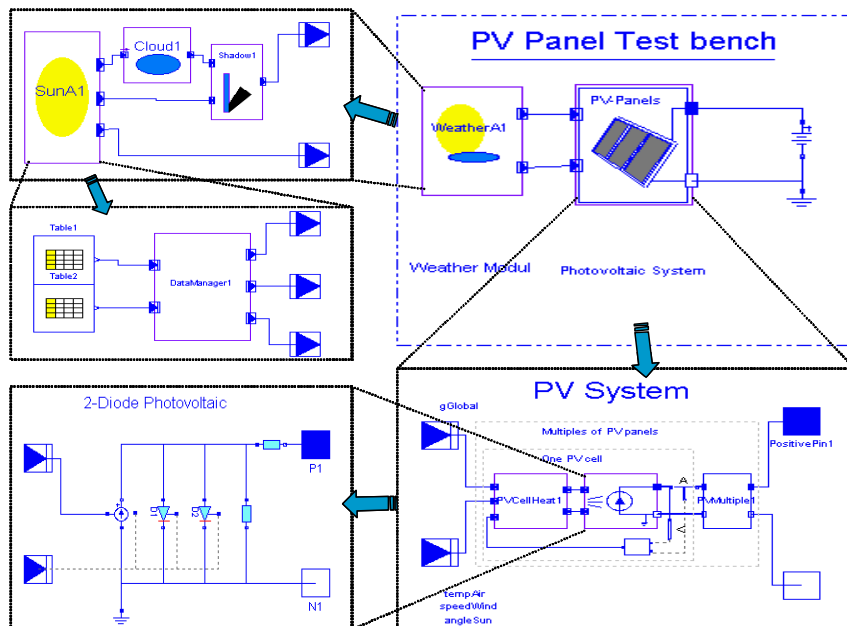 PV Panel Test bench
Cloud1
Shadow1
SunA1
WeatherA1
PV-Panels
Weather Modul
Photovoltaic System
Table1
Table2
DataManager1
PV System
gGlobal
Multiples of PV panels
PositivePin1
One PV cell
PVCellHeat1
A
PVMultiple1
V
tempAir
speedWind
angleSun
2-Diode Photovoltaic
P1
D1
D2
N1